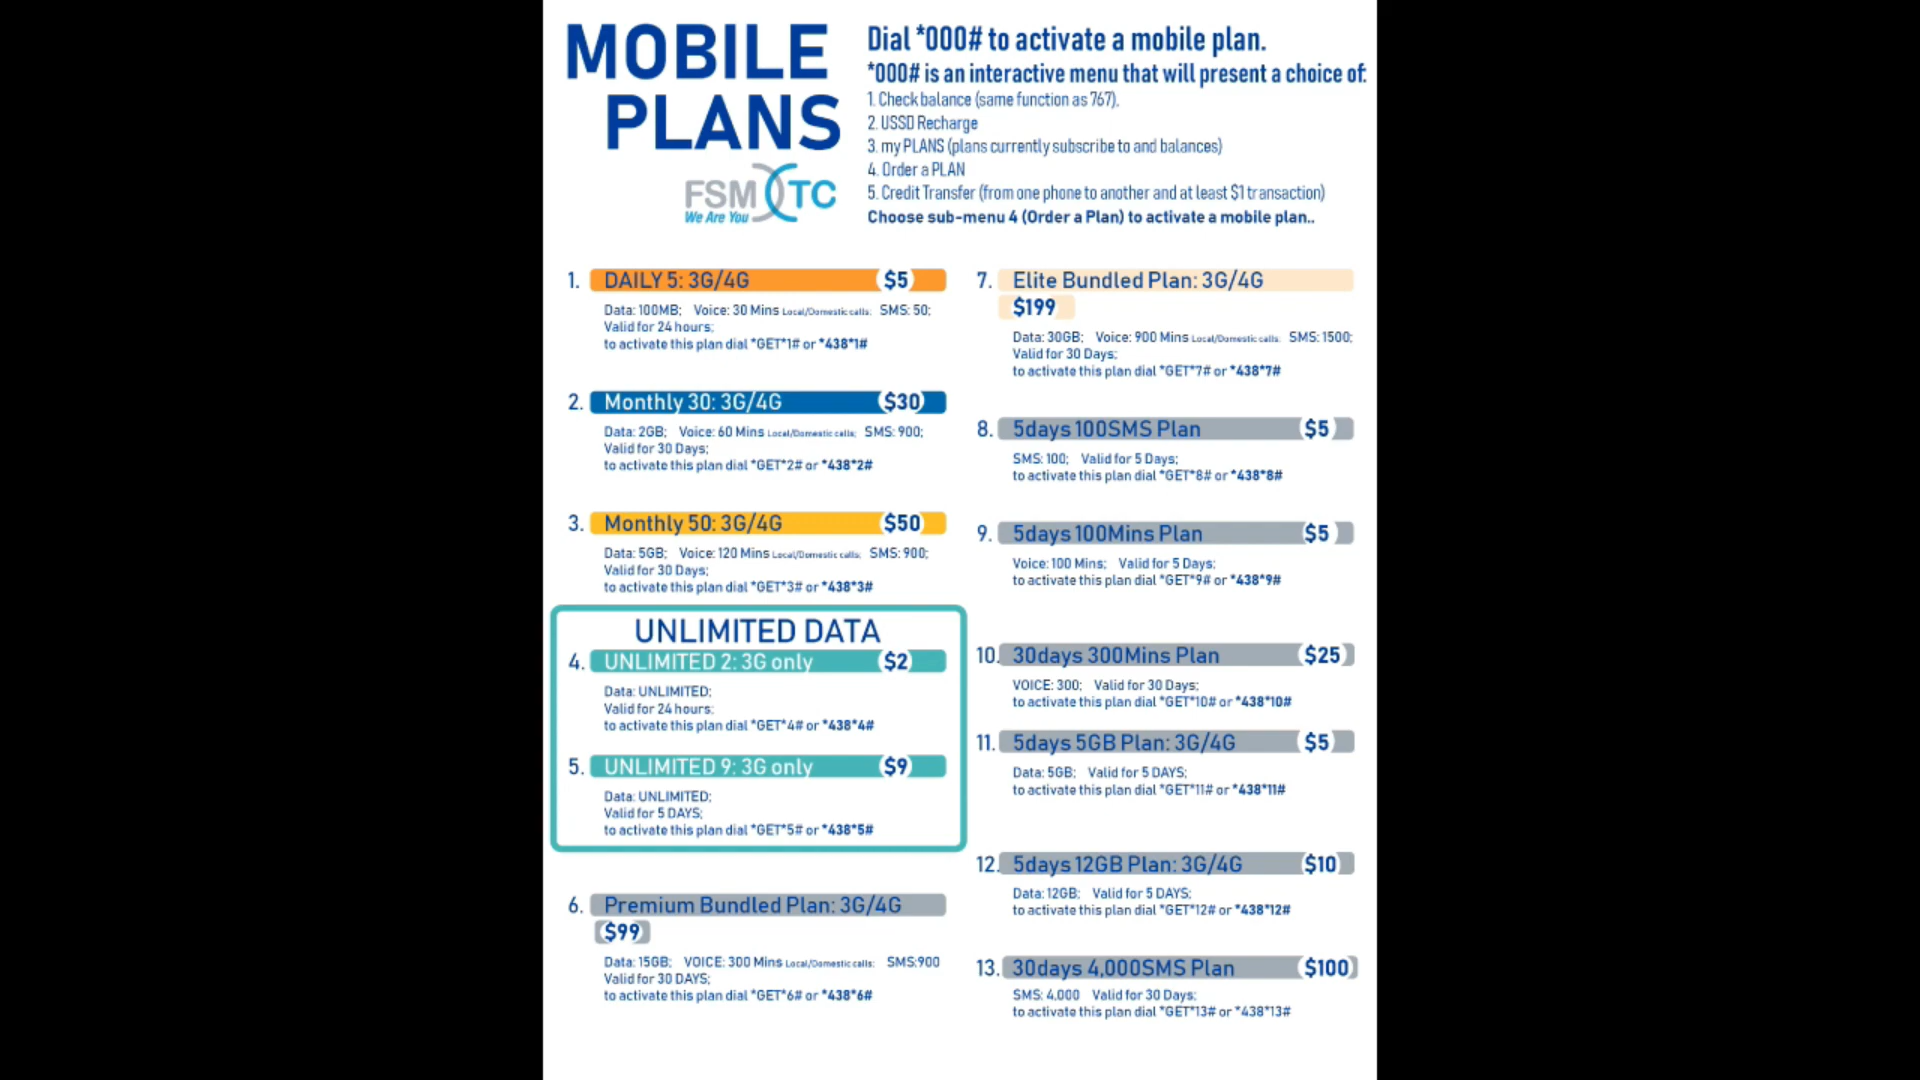 MOBILE
PLANS
FSM TC
We Are You
Dial *000# to activate a mobile plan.
*000# is an interactive menu that will present a choice of:
1. Check balance (same function as 767).
2. USSD Recharge
3. my PLANS (plans currently subscribe to and balances)
4. Order a PLAN
5. Credit Transfer (from one phone to another and at least $1 transaction)
Choose sub-menu 4 (Order a Plan) to activate a mobile plan..
1. DAILY 5: 3G/4G $5
Data: 100MB; Voice: 30 Mins Local/Domestic calls; SMS: 50;
Valid for 24 hours;
to activate this plan dial *GET*1# or *438*1#
2. Monthly 30: 3G/4G $30
Data: 2GB; Voice: 60 Mins Local/Domestic calls; SMS: 900;
Valid for 30 Days;
to activate this plan dial *GET*2# or *438*2#
3. Monthly 50: 3G/4G $50
Data: 5GB; Voice: 120 Mins Local/Domestic calls; SMS: 900;
Valid for 30 Days;
to activate this plan dial *GET*3# or *438*3#
UNLIMITED DATA
4. UNLIMITED 2: 3G only $2
Data: UNLIMITED;
Valid for 24 hours;
to activate this plan dial *GET*4# or *438*4#
5. UNLIMITED 9: 3G only $9
Data: UNLIMITED;
Valid for 5 DAYS;
to activate this plan dial *GET*5# or *438*5#
6. Premium Bundled Plan: 3G/4G
$99
Data: 15GB; VOICE: 300 Mins Local/Domestic calls; SMS:900
Valid for 30 DAYS;
to activate this plan dial *GET*6# or *438*6#
7. Elite Bundled Plan: 3G/4G
$199
Data: 30GB; Voice: 900 Mins Local/Domestic calls; SMS: 1500;
Valid for 30 Days;
to activate this plan dial *GET*7# or *438*7#
8. 5days 100SMS Plan $5
SMS: 100; Valid for 5 Days;
to activate this plan dial *GET*8# or *438*8#
9. 5days 100Mins Plan $5
Voice: 100 Mins; Valid for 5 Days;
to activate this plan dial *GET*9# or *438*9#
10. 30days 300Mins Plan $25
VOICE: 300; Valid for 30 Days;
to activate this plan dial *GET*10# or *438*10#
11. 5days 5GB Plan: 3G/4G $5
Data: 5GB; Valid for 5 DAYS;
to activate this plan dial *GET*11# or *438*11#
12. 5days 12GB Plan: 3G/4G $10
Data: 12GB; Valid for 5 DAYS;
to activate this plan dial *GET*12# or *438*12#
13. 30days 4,000SMS Plan $100
SMS: 4,000 Valid for 30 Days;
to activate this plan dial *GET*13# or *438*13#